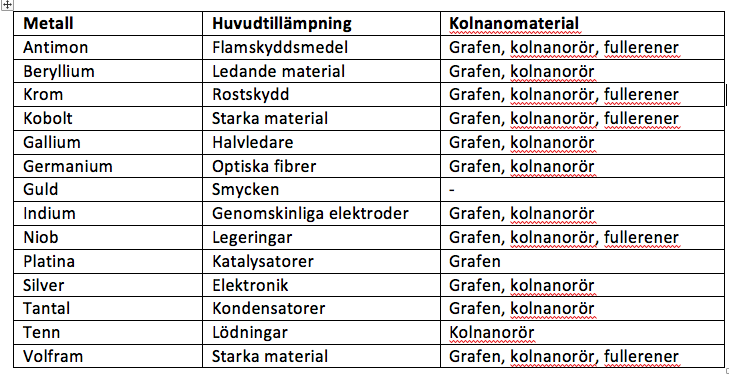 Metall Huvudtillämpning Kolnanomaterial
Antimon Flamskyddsmedel Grafen, kolnanorör, fullerener
Beryllium Ledande material Grafen, kolnanorör
Krom Rostskydd Grafen, kolnanorör, fullerener
Kobolt Starka material Grafen, kolnanorör, fullerener
Gallium Halvledare Grafen, kolnanorör
Germanium Optiska fibrer Grafen, kolnanorör
Guld Smycken -
Indium Genomskinliga elektroder Grafen, kolnanorör
Niob Legeringar Grafen, kolnanorör, fullerener
Platina Katalysatorer Grafen
Silver Elektronik Grafen, kolnanorör
Tantal Kondensatorer Grafen, kolnanorör
Tenn Lödningar Kolnanorör
Volfram Starka material Grafen, kolnanorör, fullerener